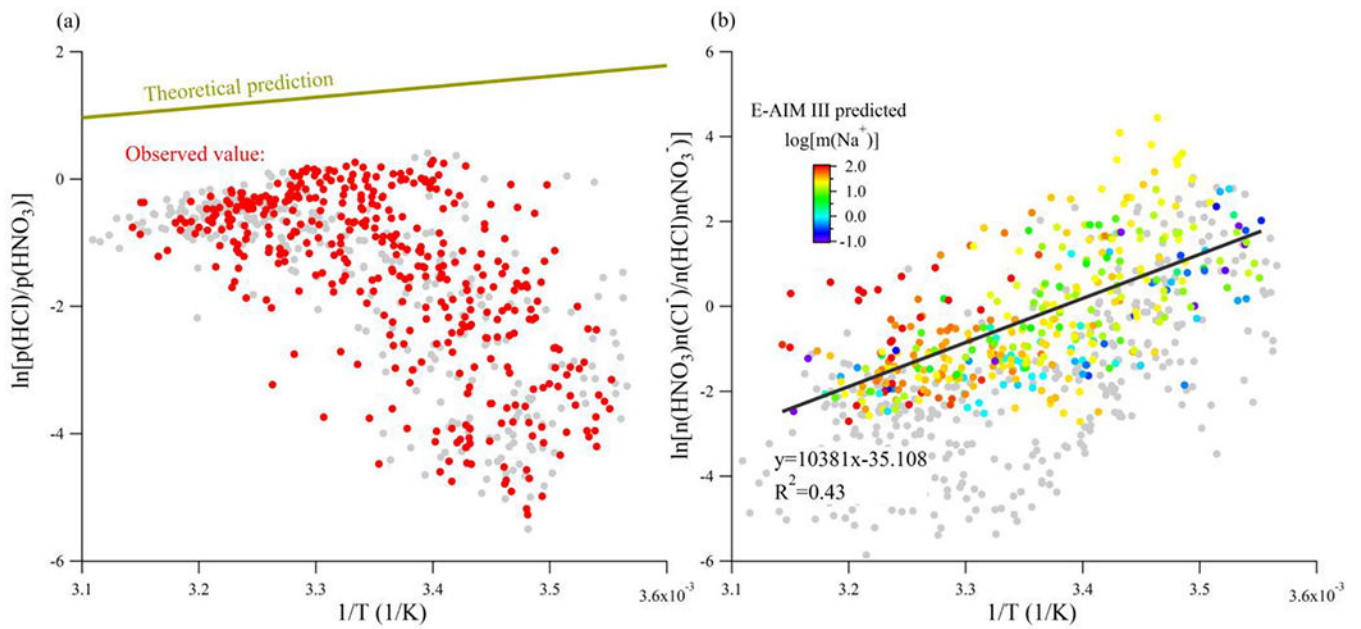 (a)
2
0
-2
-4
-6
ln[p(HCl)/p(HNO₃)]
Theoretical prediction
Observed value:
3.1
3.2
3.3
3.4
3.5
3.6x10⁻³
1/T (1/K)
(b)
6
4
2
0
-2
-4
-6
ln[n(HNO₃)n(Cl⁻)/n(HCl)n(NO₃⁻)]
E-AIM III predicted
log[m(Na⁺)]
2.0
1.0
0.0
-1.0
y=10381x-35.108
R²=0.43
3.1
3.2
3.3
3.4
3.5
3.6x10⁻³
1/T (1/K)